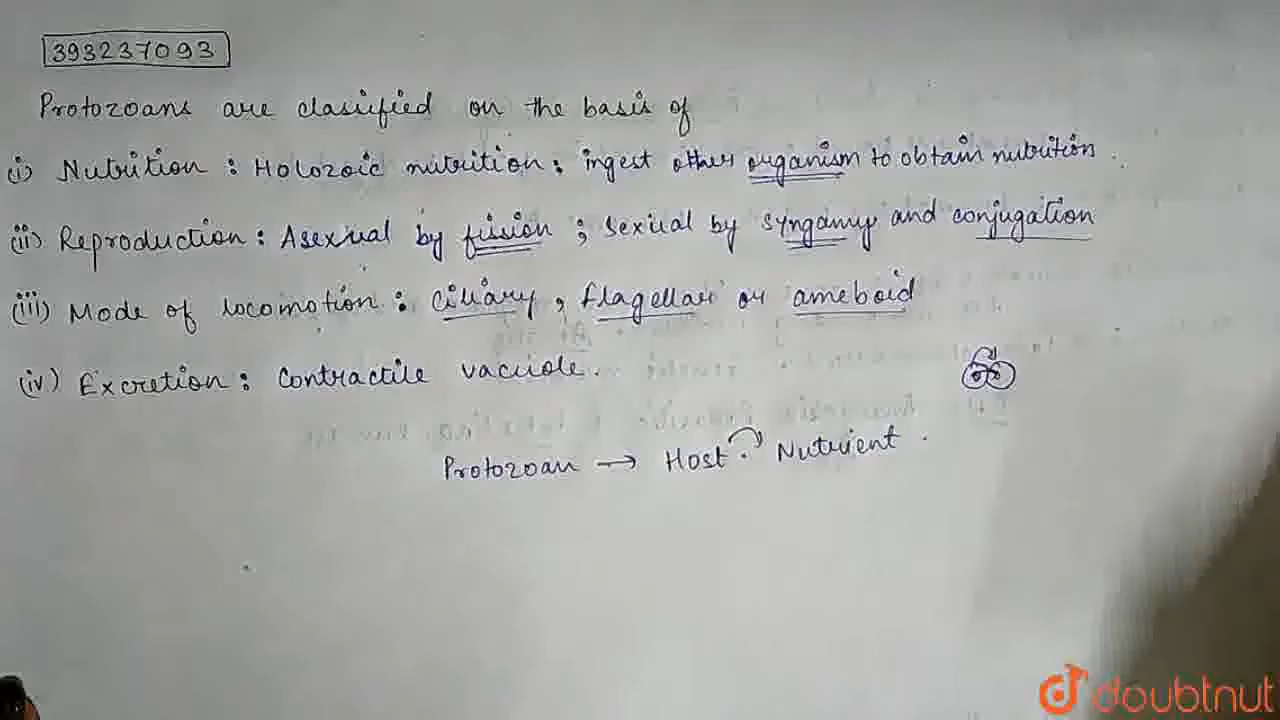 393237093
Protozoans are classified on the basis of
(i) Nutrition : Holozoic nutrition : ingest other organism to obtain nutrition.
(ii) Reproduction : Asexual by fission ; Sexual by syngamy and conjugation
(iii) Mode of locomotion : Ciliary, flagellar or ameboid
(iv) Excretion : Contractile vacuole.
Protozoan → Host. Nutrient.
doubtnut